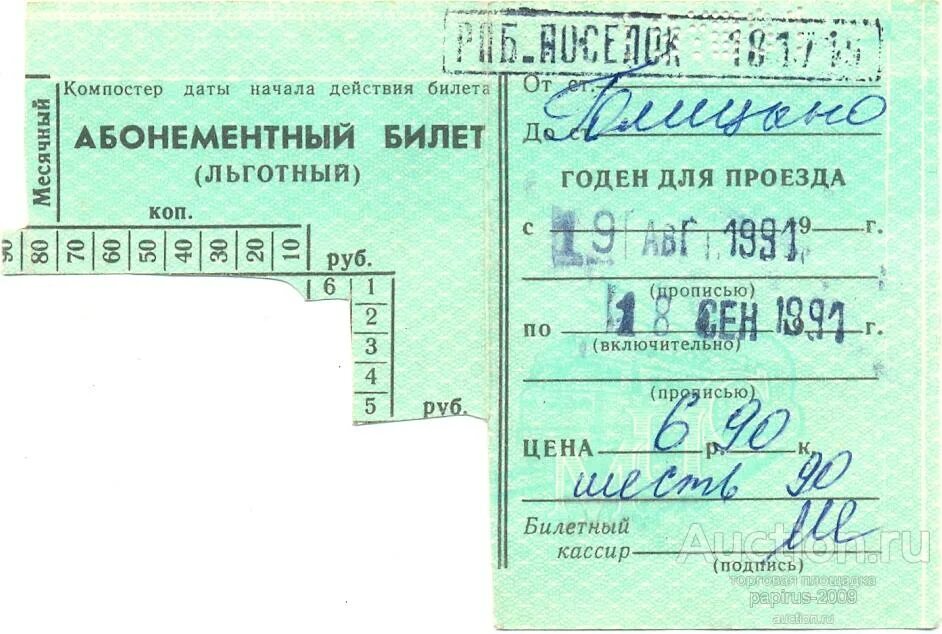 Месячный
Компостер даты начала действия билета
АБОНЕМЕНТНЫЙ БИЛЕТ
(ЛЬГОТНЫЙ)
коп.
90 80 70 60 50 40 30 20 10
руб.
6 1
2
3
4
5 руб.
РПБ-ПОСЕЛОК
От ст.
До ст. Голицыно
ГОДЕН ДЛЯ ПРОЕЗДА
с 19 АВГ 1991 г.
(прописью)
по 18 СЕН 1991 г.
(включительно)
(прописью)
ЦЕНА 6 р. 90 к.
шесть 90
Билетный
кассир
(подпись)
Auction.ru
торговая площадка
papirus-2009
auction.ru